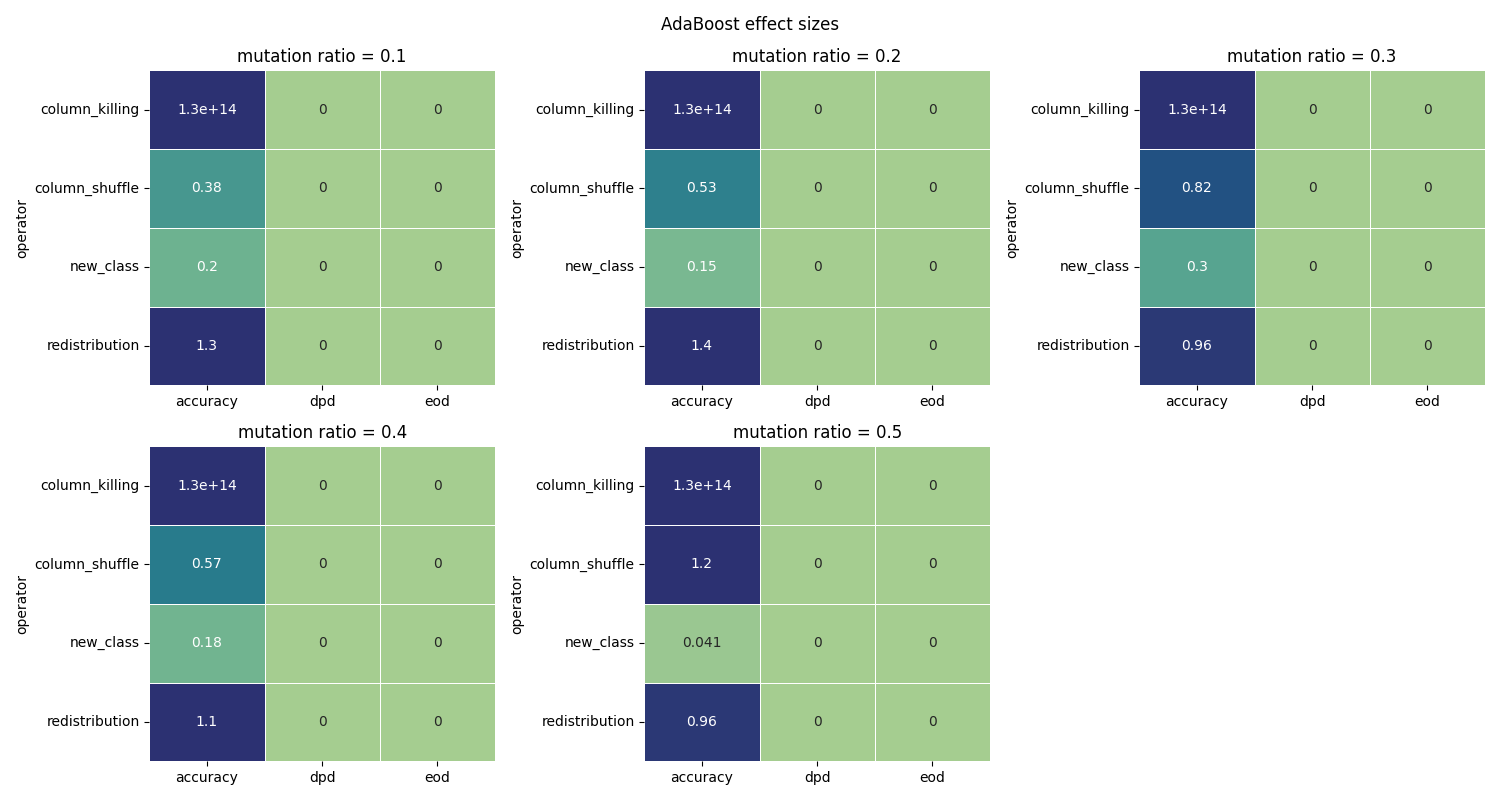 AdaBoost effect sizes
mutation ratio = 0.1
operator
column_killing 1.3e+14 0 0
column_shuffle 0.38 0 0
new_class 0.2 0 0
redistribution 1.3 0 0
accuracy dpd eod
mutation ratio = 0.2
operator
column_killing 1.3e+14 0 0
column_shuffle 0.53 0 0
new_class 0.15 0 0
redistribution 1.4 0 0
accuracy dpd eod
mutation ratio = 0.3
operator
column_killing 1.3e+14 0 0
column_shuffle 0.82 0 0
new_class 0.3 0 0
redistribution 0.96 0 0
accuracy dpd eod
mutation ratio = 0.4
operator
column_killing 1.3e+14 0 0
column_shuffle 0.57 0 0
new_class 0.18 0 0
redistribution 1.1 0 0
accuracy dpd eod
mutation ratio = 0.5
operator
column_killing 1.3e+14 0 0
column_shuffle 1.2 0 0
new_class 0.041 0 0
redistribution 0.96 0 0
accuracy dpd eod